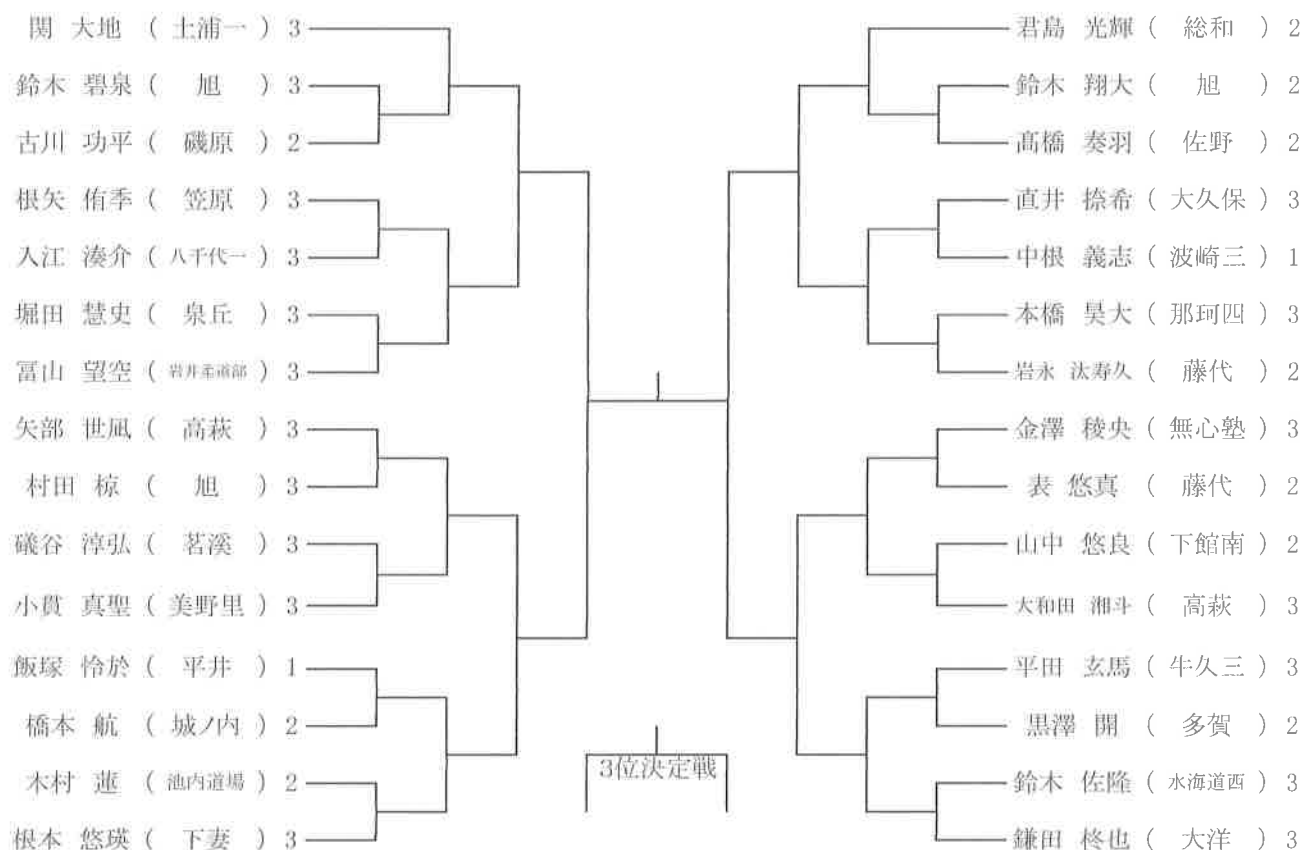 関 大地 ( 土浦一 ) 3
鈴木 碧泉 ( 旭 ) 3
古川 功平 ( 磯原 ) 2
根矢 侑季 ( 笠原 ) 3
入江 湊介 ( 八千代一 ) 3
堀田 慧史 ( 泉丘 ) 3
冨山 望空 ( 岩井柔道部 ) 3
矢部 世凪 ( 高萩 ) 3
村田 椋 ( 旭 ) 3
礒谷 淳弘 ( 茗溪 ) 3
小貫 真聖 ( 美野里 ) 3
飯塚 怜於 ( 平井 ) 1
橋本 航 ( 城ノ内 ) 2
木村 蓮 ( 池内道場 ) 2
根本 悠瑛 ( 下妻 ) 3
3位決定戦
君島 光輝 ( 総和 ) 2
鈴木 翔大 ( 旭 ) 2
髙橋 奏羽 ( 佐野 ) 2
直井 捺希 ( 大久保 ) 3
中根 義志 ( 波崎三 ) 1
本橋 昊大 ( 那珂四 ) 3
岩永 汰寿久 ( 藤代 ) 2
金澤 稜央 ( 無心塾 ) 3
表 悠真 ( 藤代 ) 2
山中 悠良 ( 下館南 ) 2
大和田 湘斗 ( 高萩 ) 3
平田 玄馬 ( 牛久三 ) 3
黒澤 開 ( 多賀 ) 2
鈴木 佐隆 ( 水海道西 ) 3
鎌田 柊也 ( 大洋 ) 3